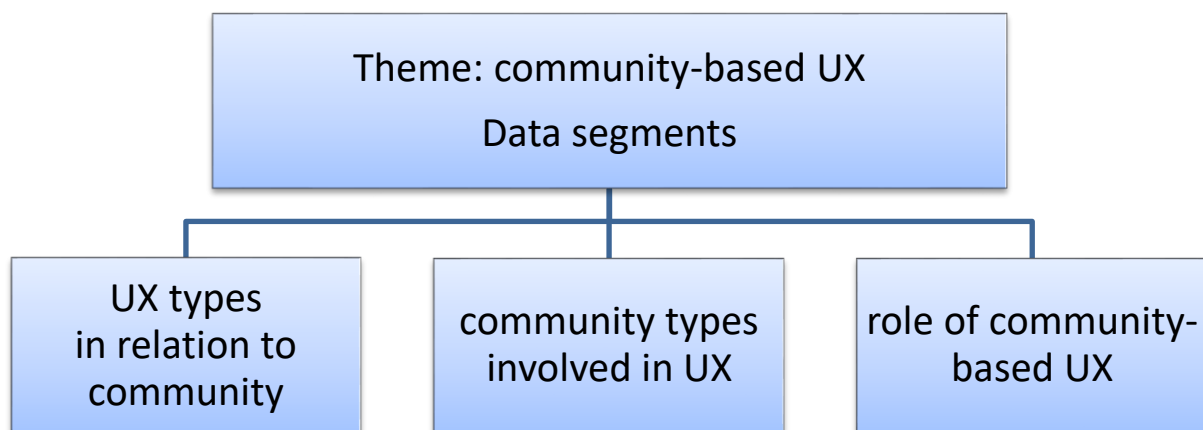 Theme: community-based UX
Data segments
UX types
in relation to
community
community types
involved in UX
role of community-
based UX